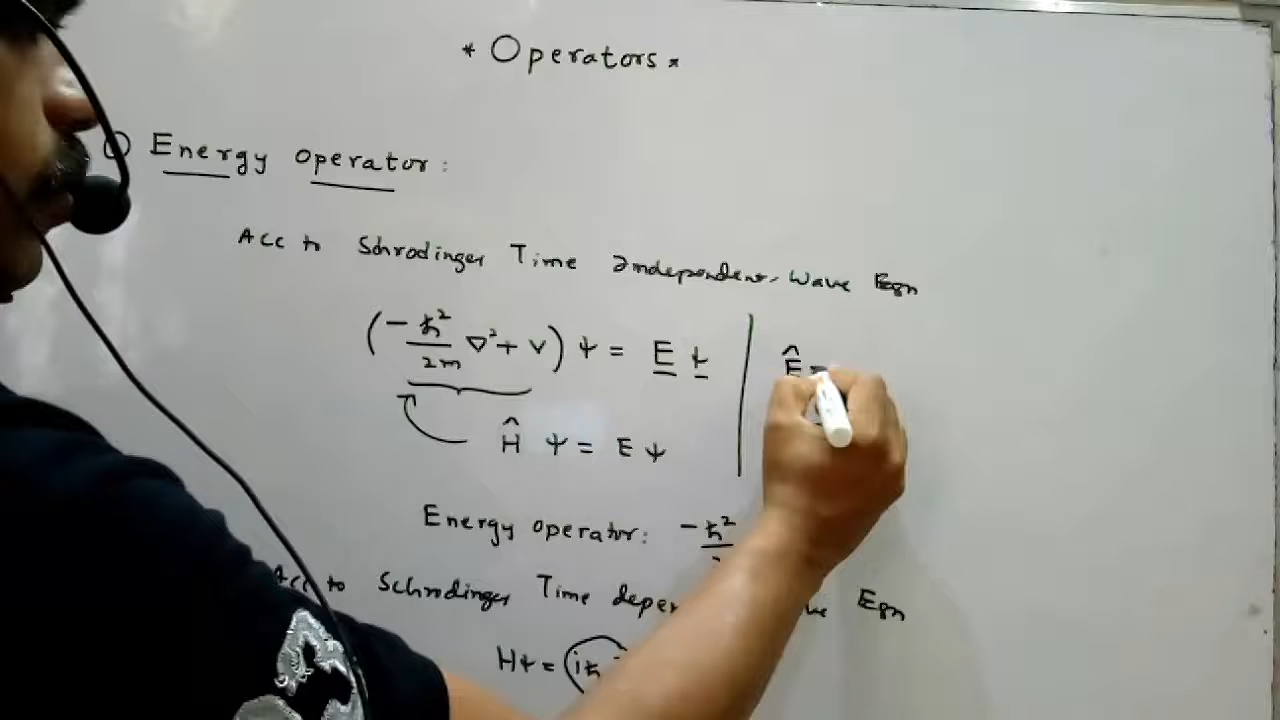 * Operators *
① Energy Operator :
Acc to Schrodinger Time Independent Wave Eqn
(-ħ²/2m ∇² + V) ψ = E ψ | Ê =
Ĥ ψ = E ψ
Energy operator: -ħ²
Acc to Schrodinger Time Eqn
Hψ = iħ